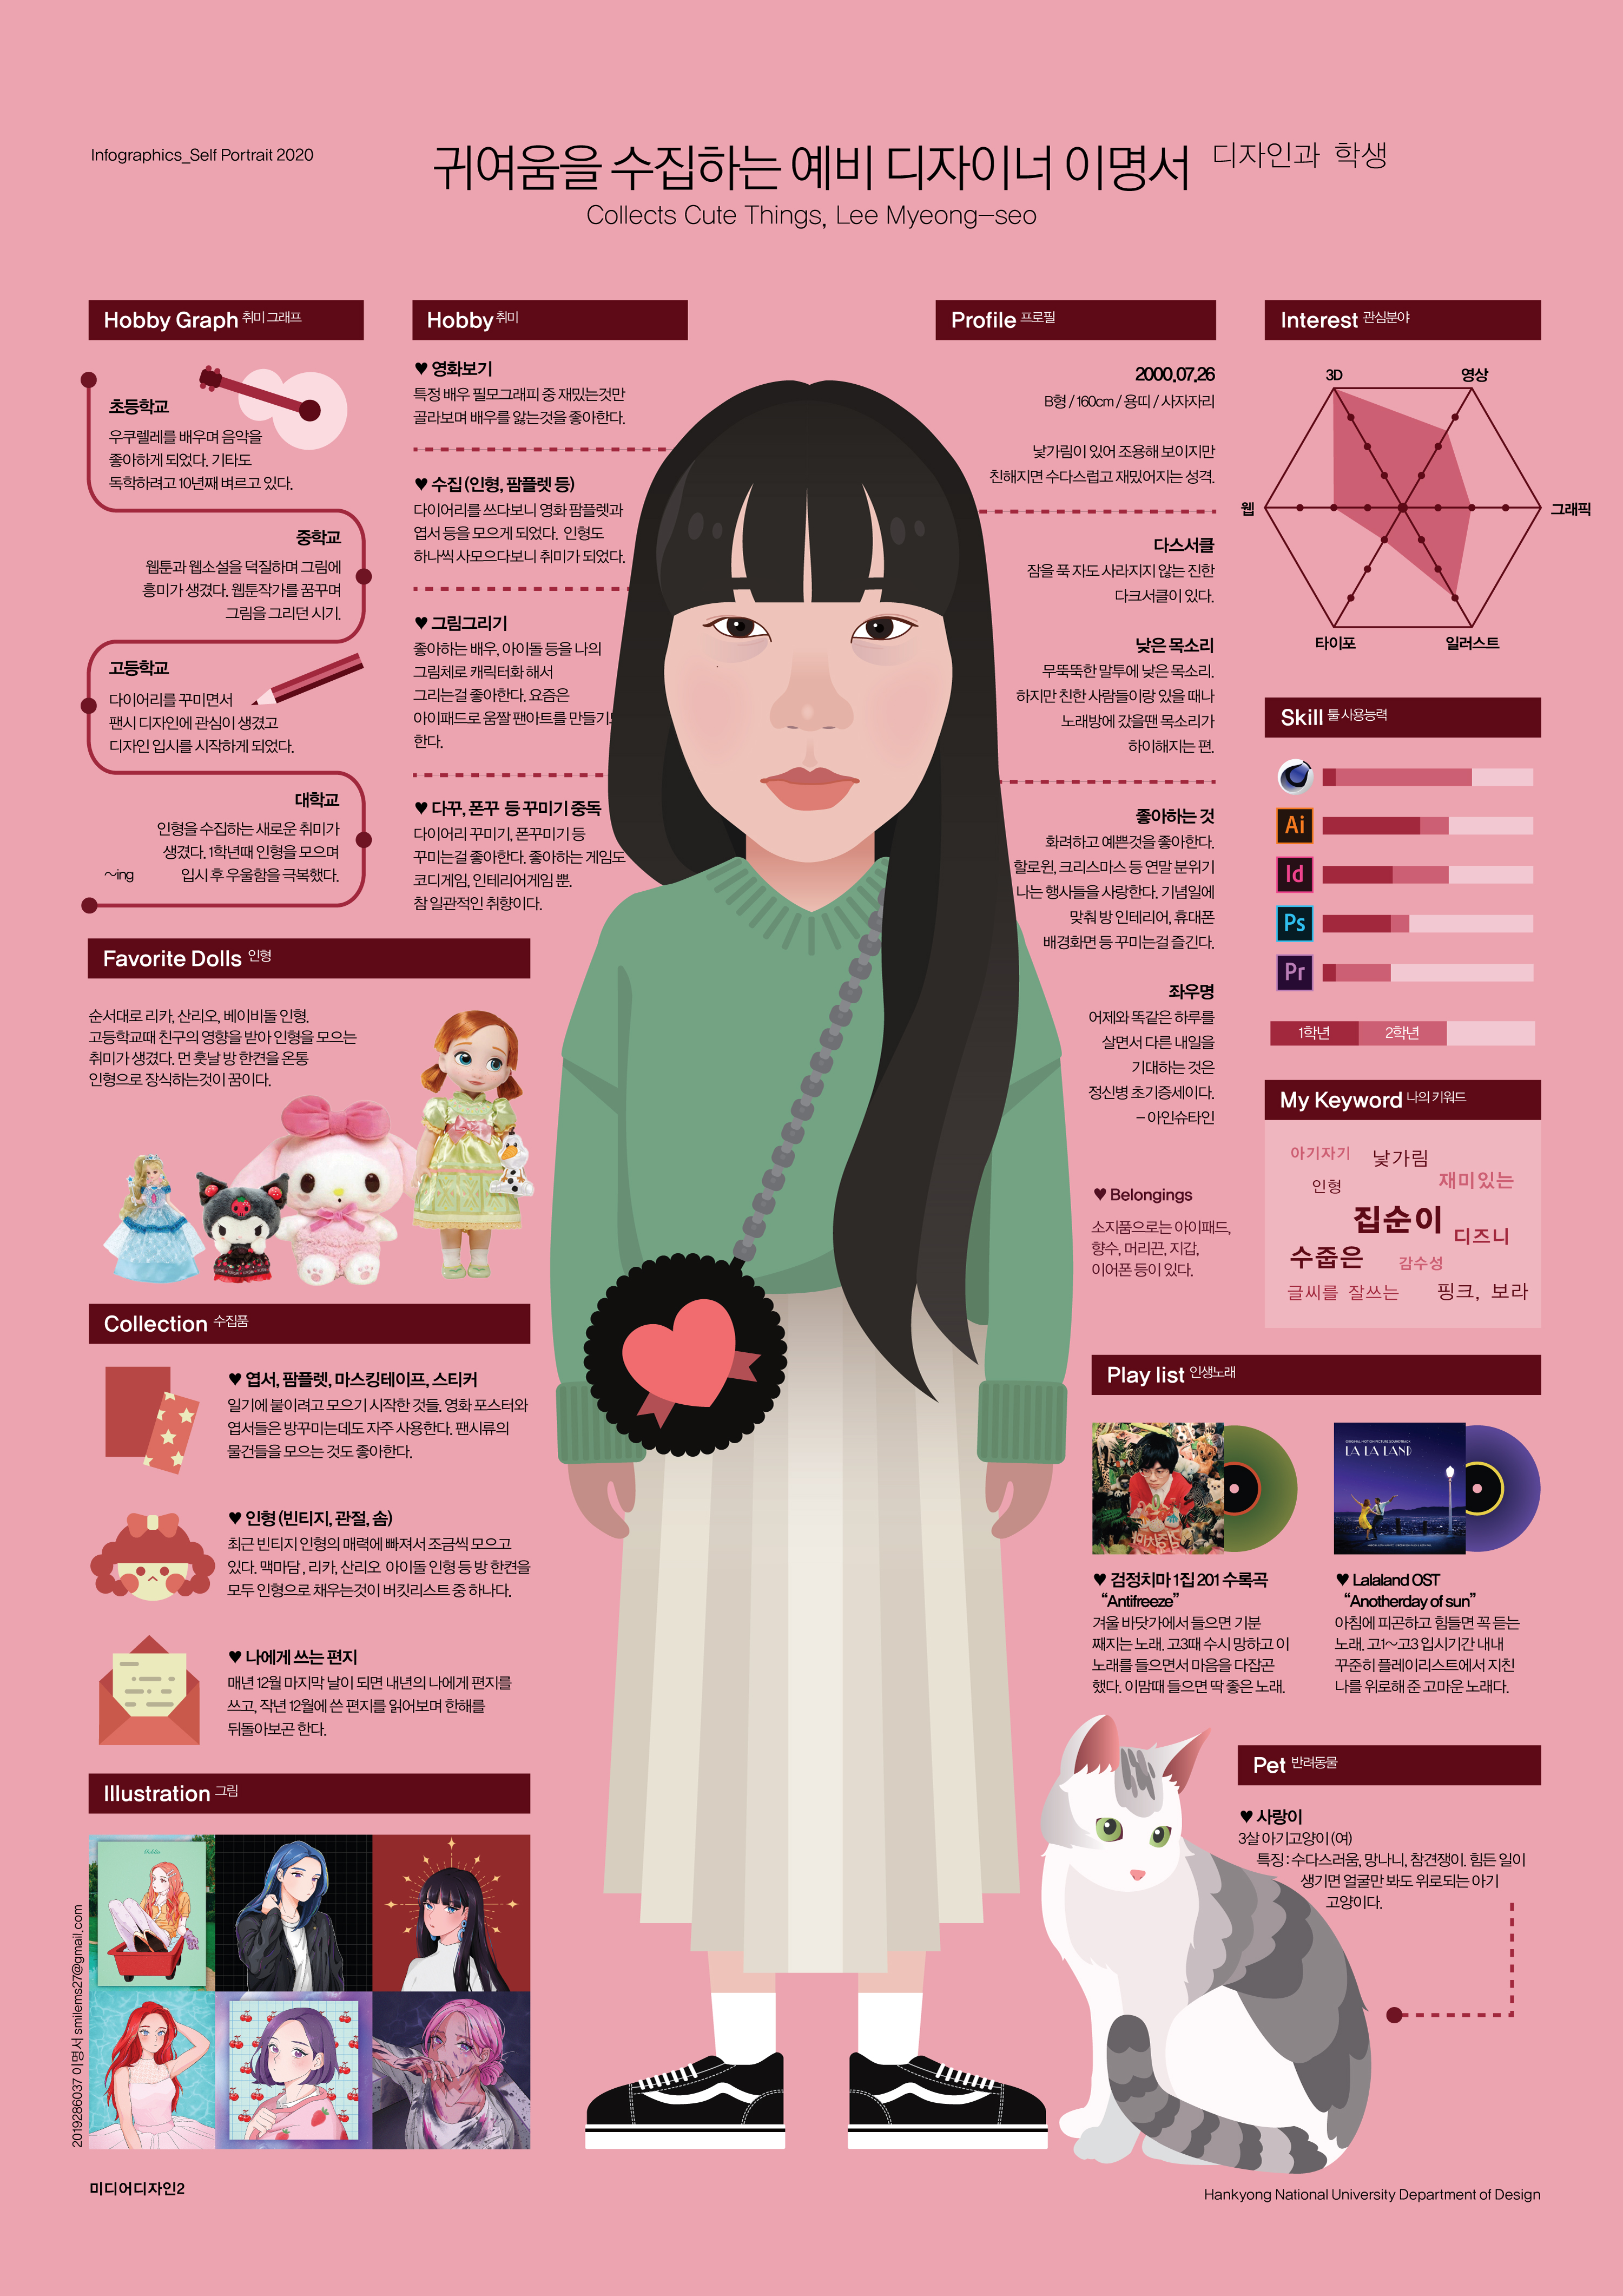 Infographics_Self Portrait 2020
귀여움을 수집하는 예비 디자이너 이명서 디자인과 학생
Collects Cute Things, Lee Myeong-seo
Hobby Graph 취미 그래프
초등학교
우쿠렐레를 배우며 음악을
좋아하게 되었다. 기타도
독학하려고 10년째 벼르고 있다.
중학교
웹툰과 웹소설을 덕질하며 그림에
흥미가 생겼다. 웹툰작가를 꿈꾸며
그림을 그리던 시기.
고등학교
다이어리를 꾸미면서
팬시 디자인에 관심이 생겼고
디자인 입시를 시작하게 되었다.
대학교
인형을 수집하는 새로운 취미가
생겼다. 1학년때 인형을 모으며
~ing 입시 후 우울함을 극복했다.
Hobby 취미
♥ 영화보기
특정 배우 필모그래피 중 재밌는것만
골라보며 배우를 앓는것을 좋아한다.
♥ 수집 (인형, 팜플렛 등)
다이어리를 쓰다보니 영화 팜플렛과
엽서 등을 모으게 되었다. 인형도
하나씩 사모으다보니 취미가 되었다.
♥ 그림그리기
좋아하는 배우, 아이돌 등을 나의
그림체로 캐릭터화 해서
그리는걸 좋아한다. 요즘은
아이패드로 움짤 팬아트를 만들기
한다.
♥ 다꾸, 폰꾸 등 꾸미기 중독
다이어리 꾸미기, 폰꾸미기 등
꾸미는걸 좋아한다. 좋아하는 게임도
코디게임, 인테리어게임 뿐.
참 일관적인 취향이다.
Profile 프로필
2000.07.26
B형 / 160cm / 용띠 / 사자자리
낯가림이 있어 조용해 보이지만
친해지면 수다스럽고 재밌어지는 성격.
다스서클
잠을 푹 자도 사라지지 않는 진한
다크서클이 있다.
낮은 목소리
무뚝뚝한 말투에 낮은 목소리.
하지만 친한 사람들이랑 있을 때나
노래방에 갔을땐 목소리가
하이해지는 편.
좋아하는 것
화려하고 예쁜것을 좋아한다.
할로윈, 크리스마스 등 연말 분위기
나는 행사들을 사랑한다. 기념일에
맞춰 방 인테리어, 휴대폰
배경화면 등 꾸미는걸 즐긴다.
좌우명
어제와 똑같은 하루를
살면서 다른 내일을
기대하는 것은
정신병 초기증세이다.
– 아인슈타인
♥ Belongings
소지품으로는 아이패드,
향수, 머리끈, 지갑,
이어폰 등이 있다.
Interest 관심분야
3D 영상
웹 그래픽
타이포 일러스트
Skill 툴 사용능력
Ai
Id
Ps
Pr
1학년 2학년
My Keyword 나의 키워드
아기자기 낯가림
재미있는
인형
집순이
디즈니
수줍은
감수성
글씨를 잘쓰는 핑크, 보라
Favorite Dolls 인형
순서대로 리카, 산리오, 베이비돌 인형.
고등학교때 친구의 영향을 받아 인형을 모으는
취미가 생겼다. 먼 훗날 방 한켠을 온통
인형으로 장식하는것이 꿈이다.
Collection 수집품
♥ 엽서, 팜플렛, 마스킹테이프, 스티커
일기에 붙이려고 모으기 시작한 것들. 영화 포스터와
엽서들은 방꾸미는데도 자주 사용한다. 팬시류의
물건들을 모으는 것도 좋아한다.
♥ 인형 (빈티지, 관절, 솜)
최근 빈티지 인형의 매력에 빠져서 조금씩 모으고
있다. 맥마담 , 리카, 산리오 아이돌 인형 등 방 한켠을
모두 인형으로 채우는것이 버킷리스트 중 하나다.
♥ 나에게 쓰는 편지
매년 12월 마지막 날이 되면 내년의 나에게 편지를
쓰고, 작년 12월에 쓴 편지를 읽어보며 한해를
뒤돌아보곤 한다.
Illustration 그림
Play list 인생노래
LA LA LAND
♥ 검정치마 1집 201 수록곡
“Antifreeze”
겨울 바닷가에서 들으면 기분
째지는 노래. 고3때 수시 망하고 이
노래를 들으면서 마음을 다잡곤
했다. 이맘때 들으면 딱 좋은 노래.
♥ Lalaland OST
“Anotherday of sun”
아침에 피곤하고 힘들면 꼭 듣는
노래. 고1~고3 입시기간 내내
꾸준히 플레이리스트에서 지친
나를 위로해 준 고마운 노래다.
Pet 반려동물
♥ 사랑이
3살 아기고양이 (여)
특징 : 수다스러움, 망나니, 참견쟁이. 힘든 일이
생기면 얼굴만 봐도 위로되는 아기
고양이다.
2019286037 이명서 smilems27@gmail.com
미디어디자인2
Hankyong National University Department of Design